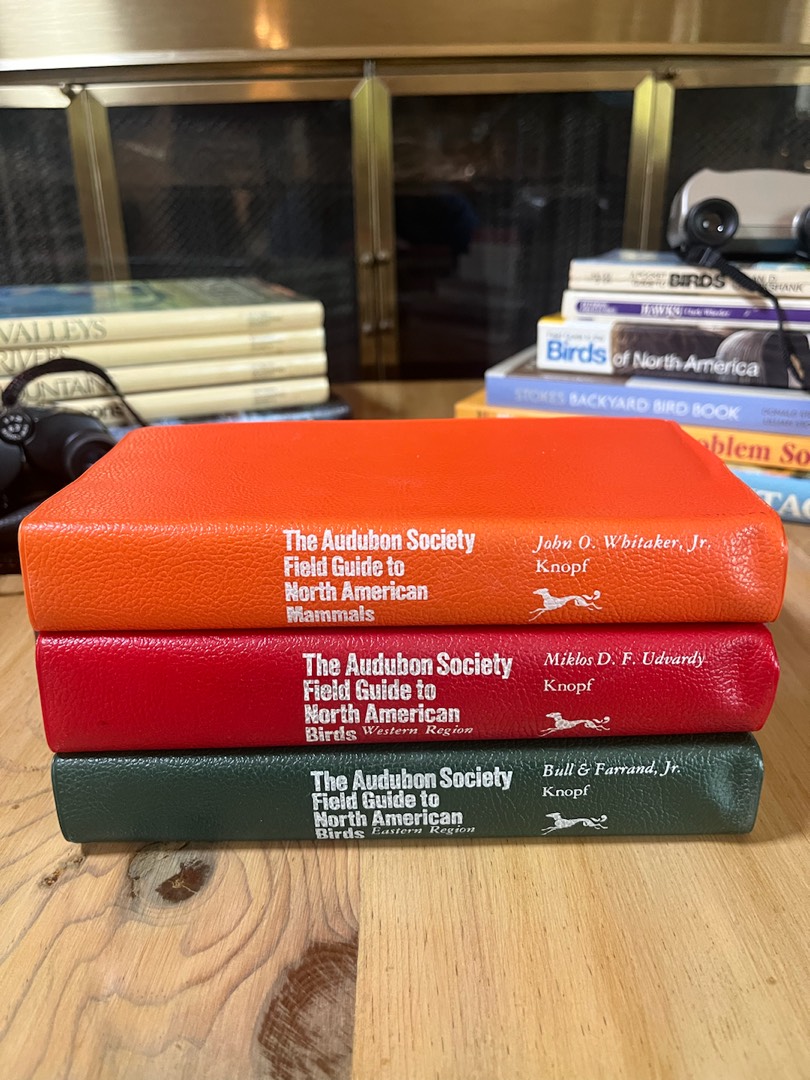 VALLEYS
RIVERS
BIRDS
HAWKS
Birds of North America
STOKES BACKYARD BIRD BOOK
The Audubon Society
Field Guide to
North American
Mammals
John O. Whitaker, Jr.
Knopf
The Audubon Society
Field Guide to
North American
Birds Western Region
Miklos D. F. Udvardy
Knopf
The Audubon Society
Field Guide to
North American
Birds Eastern Region
Bull & Farrand, Jr.
Knopf